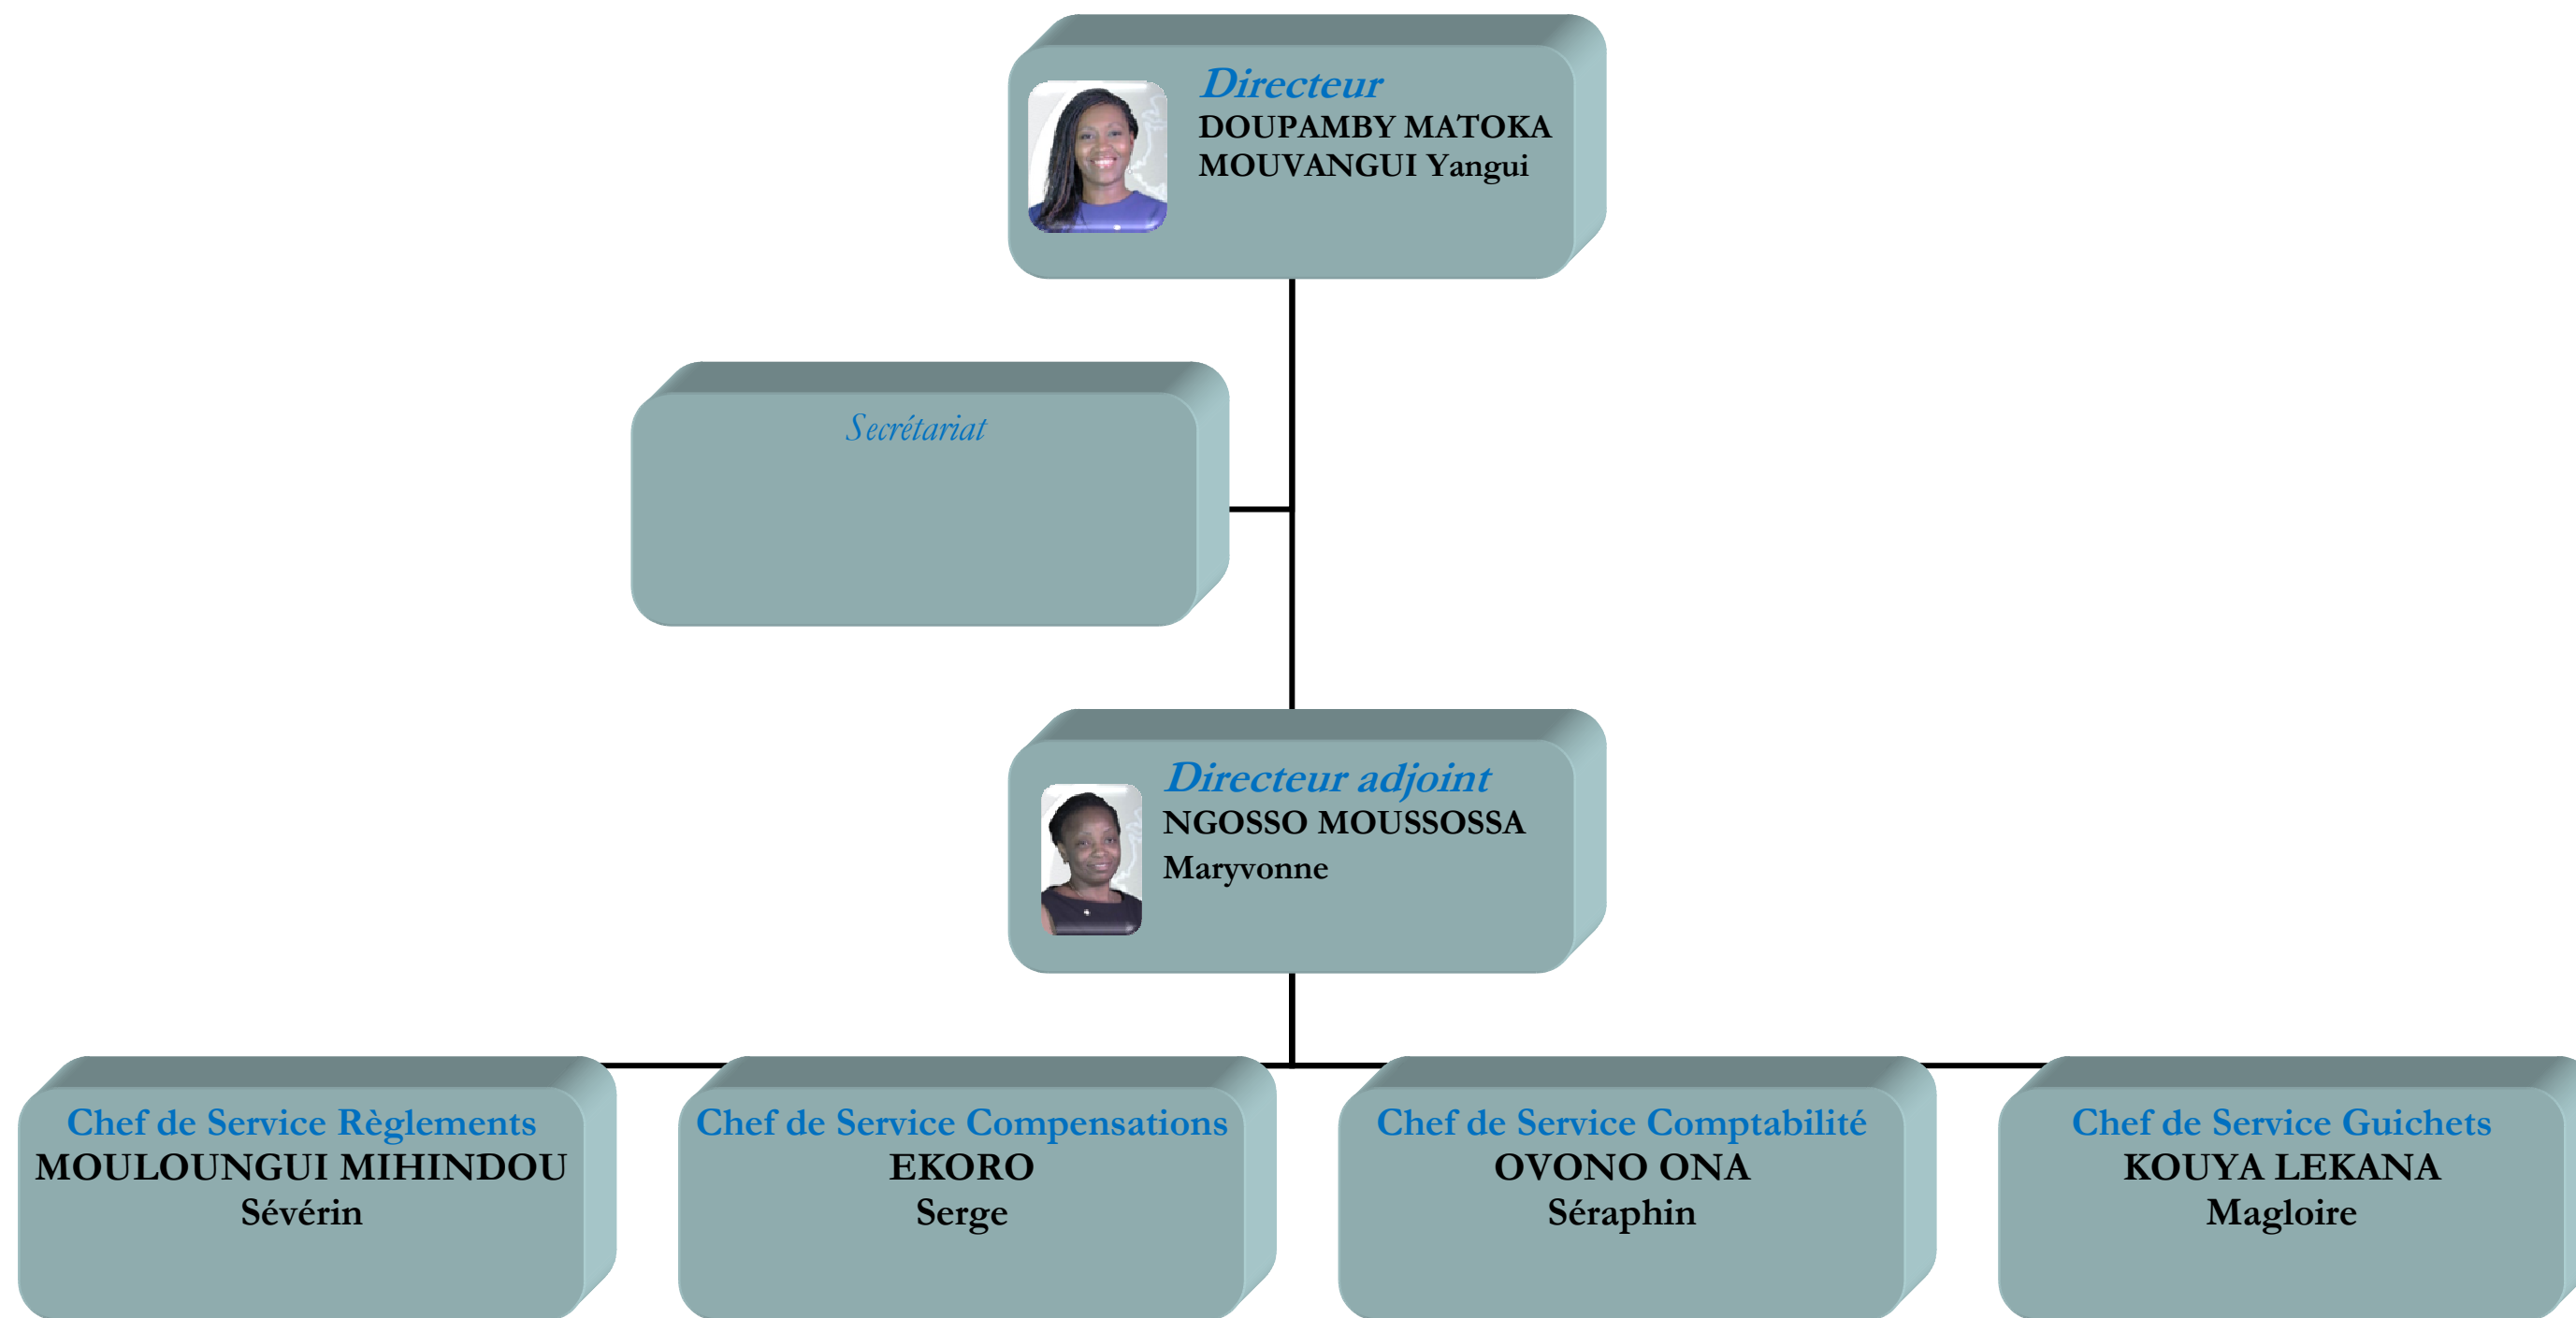 Directeur
DOUPAMBY MATOKA
MOUVANGUI Yangui
Secrétariat
Directeur adjoint
NGOSSO MOUSSOSSA
Maryvonne
Chef de Service Règlements
MOULOUNGUI MIHINDOU
Sévérin
Chef de Service Compensations
EKORO
Serge
Chef de Service Comptabilité
OVONO ONA
Séraphin
Chef de Service Guichets
KOUYA LEKANA
Magloire